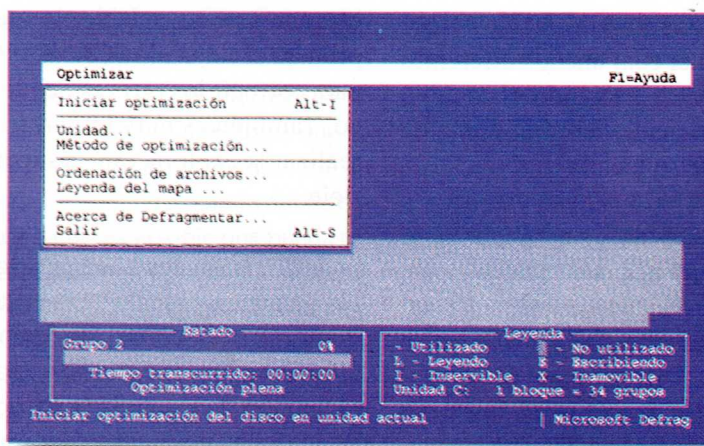 Optimizar F1=Ayuda
Iniciar optimización Alt-I
Unidad...
Método de optimización...
Ordenación de archivos...
Leyenda del mapa ...
Acerca de Defragmentar...
Salir Alt-S
Estado
Grupo 2 0%
Tiempo transcurrido: 00:00:00
Optimización plena
Leyenda
- Utilizado - No utilizado
L - Leyendo - Escribiendo
I - Inservible X - Inamovible
Unidad C: 1 bloque = 34 grupos
Iniciar optimización del disco en unidad actual | Microsoft Defrag